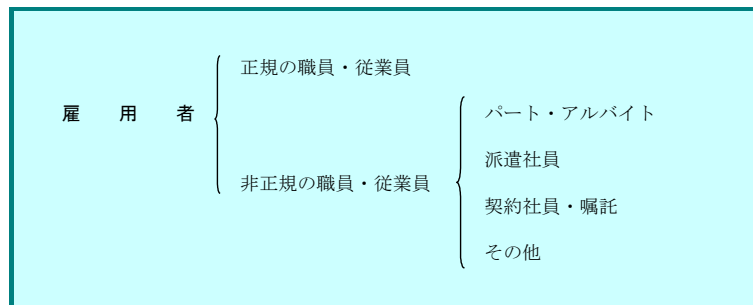 正規の職員・従業員
雇　用　者
パート・アルバイト
派遣社員
非正規の職員・従業員
契約社員・嘱託
その他